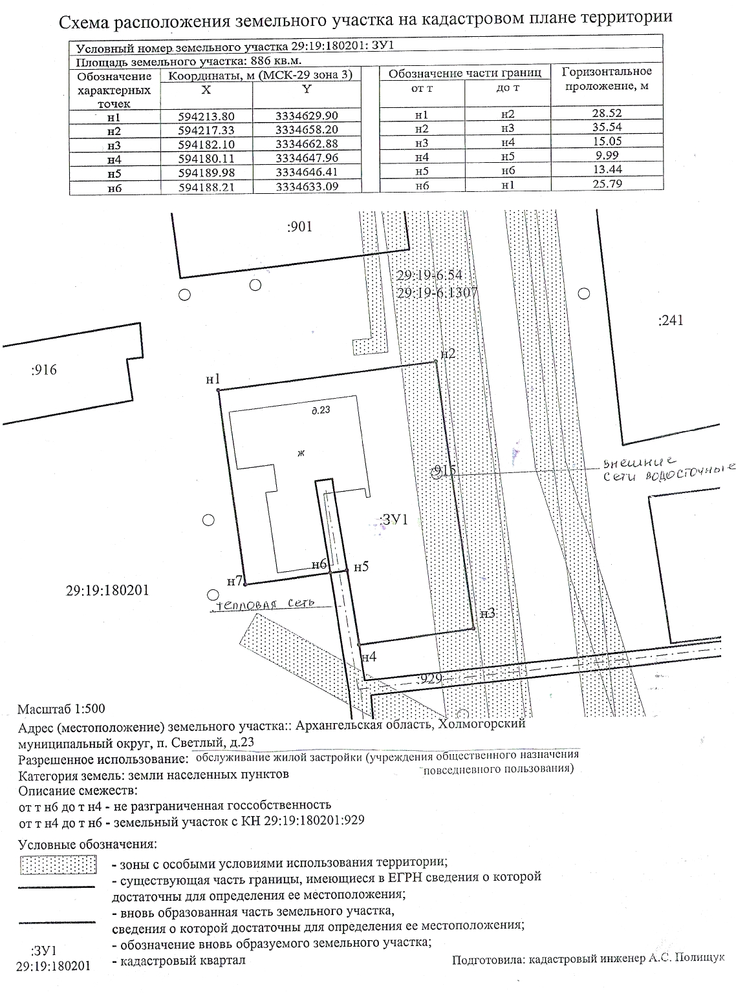 Схема расположения земельного участка на кадастровом плане территории
Условный номер земельного участка 29:19:180201: ЗУ1
Площадь земельного участка: 886 кв.м.
Обозначение характерных точек Координаты, м (МСК-29 зона 3) Обозначение части границ Горизонтальное проложение, м
X Y от т до т
н1 594213.80 3334629.90 н1 н2 28.52
н2 594217.33 3334658.20 н2 н3 35.54
н3 594182.10 3334662.88 н3 н4 15.05
н4 594180.11 3334647.96 н4 н5 9.99
н5 594189.98 3334646.41 н5 н6 13.44
н6 594188.21 3334633.09 н6 н1 25.79
:901
29:19-6.54
29:19-6.1307
:241
:916
н2
н1
д.23
ж
:915
внешние
сети водосточные
:ЗУ1
н6
н5
н7
29:19:180201
тепловая сеть
н3
н4
:929
Масштаб 1:500
Адрес (местоположение) земельного участка:: Архангельская область, Холмогорский
муниципальный округ, п. Светлый, д.23
Разрешенное использование: обслуживание жилой застройки (учреждения общественного назначения
повседневного пользования)
Категория земель: земли населенных пунктов
Описание смежеств:
от т н6 до т н4 - не разграниченная госсобственность
от т н4 до т н6 - земельный участок с КН 29:19:180201:929
Условные обозначения:
- зоны с особыми условиями использования территории;
- существующая часть границы, имеющиеся в ЕГРН сведения о которой
достаточны для определения ее местоположения;
- вновь образованная часть земельного участка,
сведения о которой достаточны для определения ее местоположения;
:ЗУ1 - обозначение вновь образуемого земельного участка;
29:19:180201 - кадастровый квартал
Подготовила: кадастровый инженер А.С. Полищук